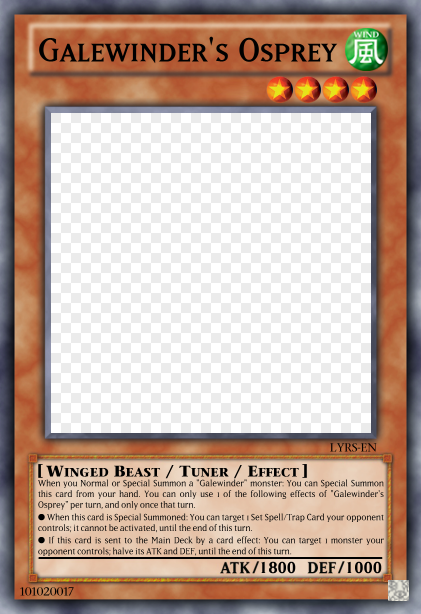 Galewinder's Osprey
WIND
風
LYRS-EN
[ Winged Beast / Tuner / Effect ]
When you Normal or Special Summon a "Galewinder" monster: You can Special Summon
this card from your hand. You can only use 1 of the following effects of "Galewinder's
Osprey" per turn, and only once that turn.
● When this card is Special Summoned: You can target 1 Set Spell/Trap Card your opponent
controls; it cannot be activated, until the end of this turn.
● If this card is sent to the Main Deck by a card effect: You can target 1 monster your
opponent controls; halve its ATK and DEF, until the end of this turn.
ATK/1800 DEF/1000
101020017